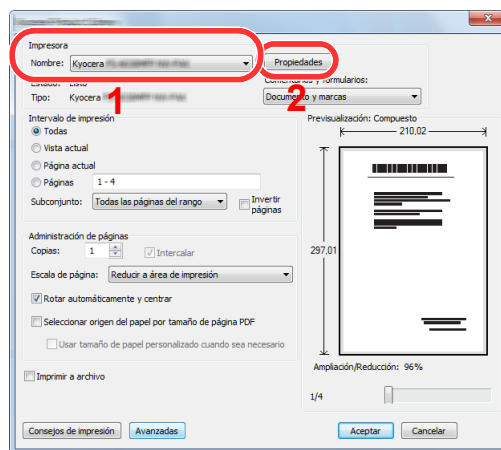 Impresora
Nombre: Kyocera
Propiedades
Estado: Listo
Comentarios y formularios:
Tipo: Kyocera
Documento y marcas
1
2
Intervalo de impresión
Todas
Vista actual
Página actual
Páginas 1 - 4
Subconjunto: Todas las páginas del rango
Invertir
páginas
Administración de páginas
Copias: 1
Intercalar
Escala de página: Reducir a área de impresión
Rotar automáticamente y centrar
Seleccionar origen del papel por tamaño de página PDF
Usar tamaño de papel personalizado cuando sea necesario
Imprimir a archivo
Previsualización: Compuesto
210,02
297,01
Ampliación/Reducción: 96%
1/4
Consejos de impresión
Avanzadas
Aceptar
Cancelar